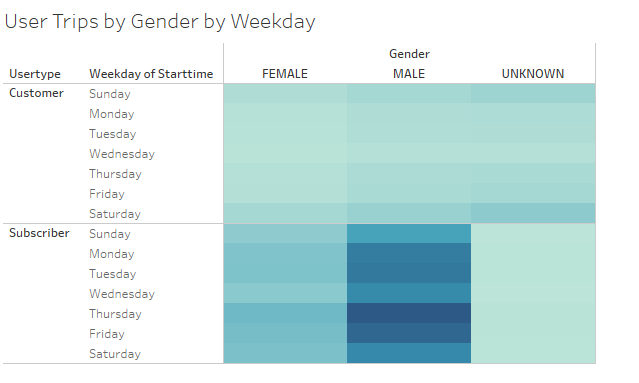 User Trips by Gender by Weekday
Gender
Usertype Weekday of Starttime FEMALE MALE UNKNOWN
Customer Sunday
Monday
Tuesday
Wednesday
Thursday
Friday
Saturday
Subscriber Sunday
Monday
Tuesday
Wednesday
Thursday
Friday
Saturday